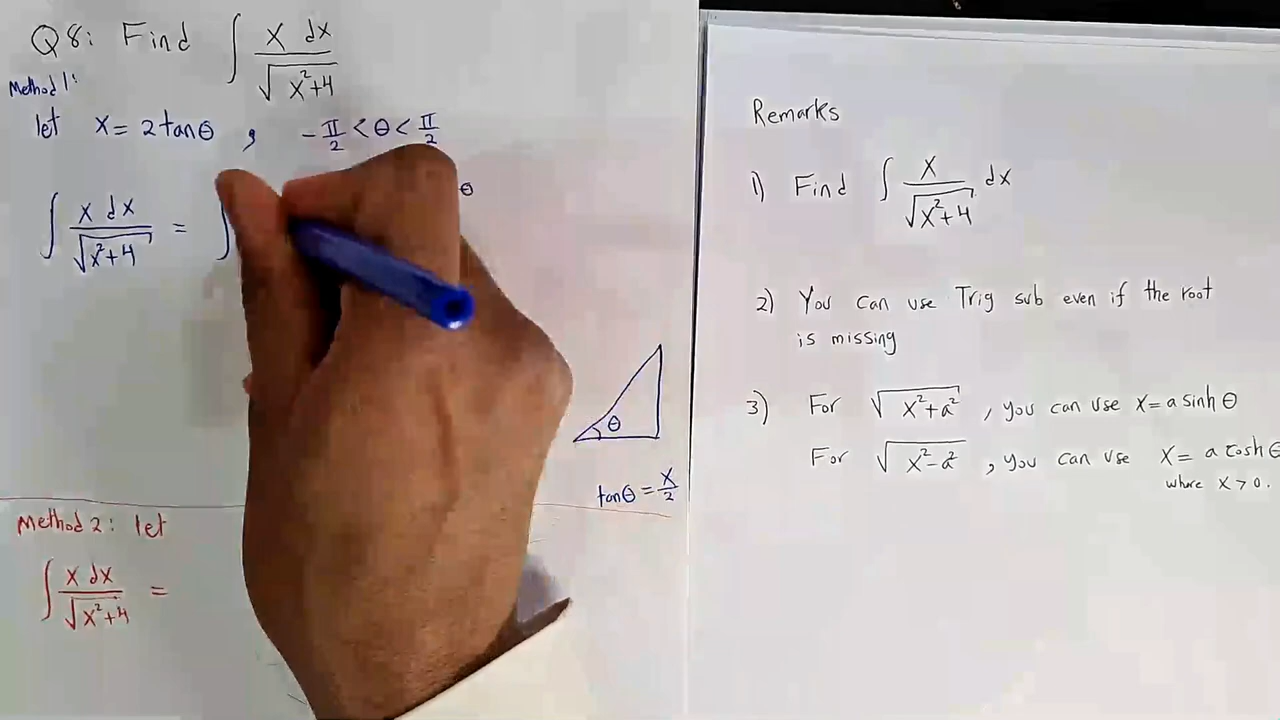 Q8: Find ∫ x dx / √(x²+4)
Method 1:
let x = 2 tanθ , -π/2 < θ < π/2
θ
∫ x dx / √(x²+4) = ∫
θ
tanθ = x/2
Method 2: let
∫ x dx / √(x²+4) =
Remarks
1) Find ∫ x / √(x²+4) dx
2) You can use Trig sub even if the root
is missing
3) For √(x²+a²) , you can use x = a sinh θ
For √(x²-a²) , you can use x = a cosh θ
where x > 0.